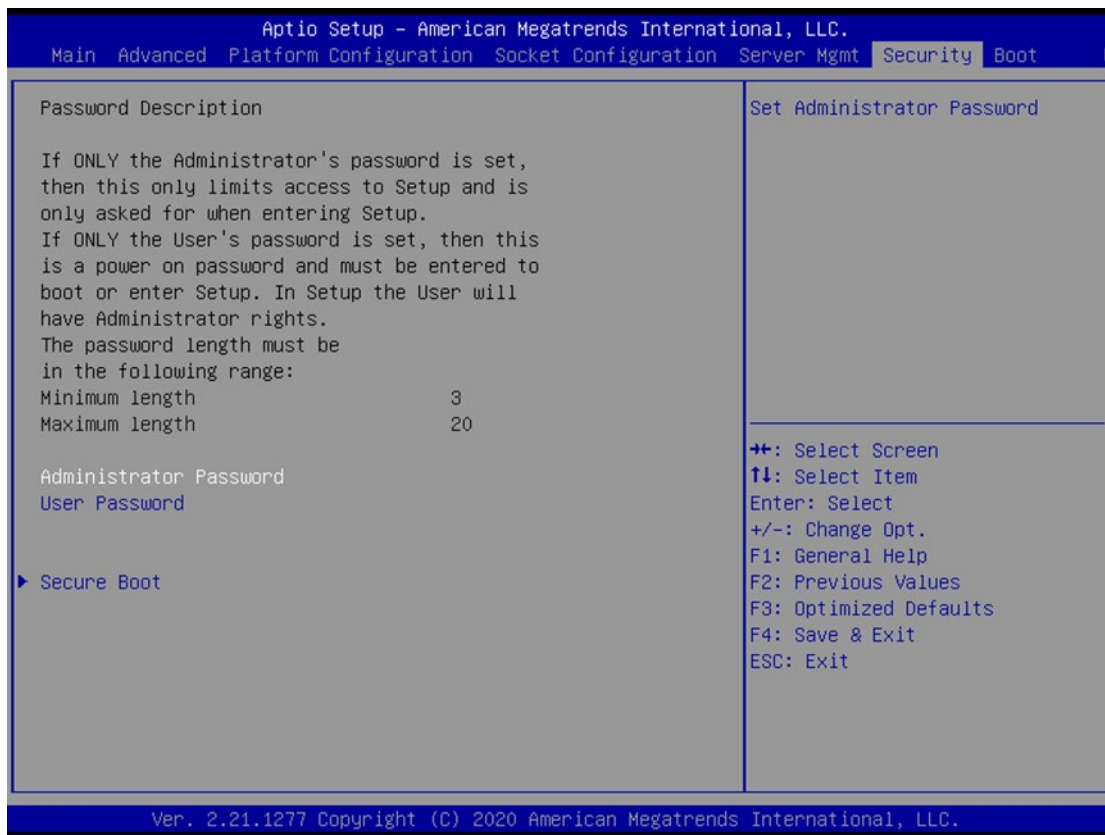 Aptio Setup – American Megatrends International, LLC.
Main Advanced Platform Configuration Socket Configuration Server Mgmt Security Boot
Password Description
If ONLY the Administrator's password is set,
then this only limits access to Setup and is
only asked for when entering Setup.
If ONLY the User's password is set, then this
is a power on password and must be entered to
boot or enter Setup. In Setup the User will
have Administrator rights.
The password length must be
in the following range:
Minimum length 3
Maximum length 20
Administrator Password
User Password
Secure Boot
Set Administrator Password
→←: Select Screen
↑↓: Select Item
Enter: Select
+/-: Change Opt.
F1: General Help
F2: Previous Values
F3: Optimized Defaults
F4: Save & Exit
ESC: Exit
Ver. 2.21.1277 Copyright (C) 2020 American Megatrends International, LLC.